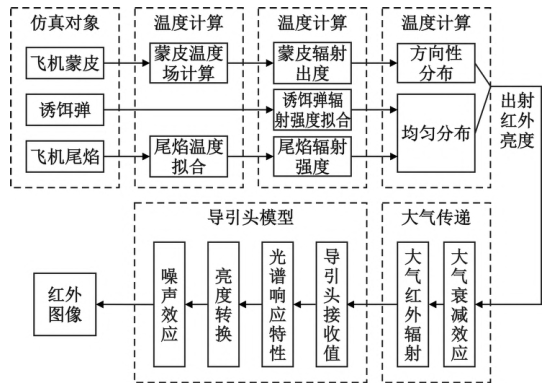 仿真对象
温度计算
温度计算
温度计算
飞机蒙皮
蒙皮温度
场计算
蒙皮辐射
出度
方向性
分布
诱饵弹
诱饵弹辐
射强度拟合
均匀分布
出射
红外
亮度
飞机尾焰
尾焰温度
拟合
尾焰辐射
强度
导引头模型
大气传递
红外
图像
噪声效应
亮度转换
光谱响应特性
导引头接收值
大气红外辐射
大气衰减效应